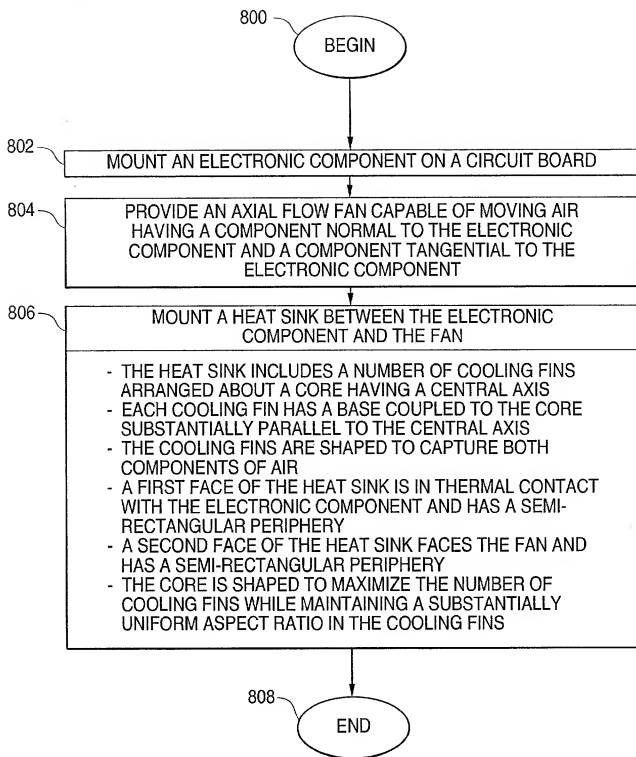 800
BEGIN
802
MOUNT AN ELECTRONIC COMPONENT ON A CIRCUIT BOARD
804
PROVIDE AN AXIAL FLOW FAN CAPABLE OF MOVING AIR
HAVING A COMPONENT NORMAL TO THE ELECTRONIC
COMPONENT AND A COMPONENT TANGENTIAL TO THE
ELECTRONIC COMPONENT
806
MOUNT A HEAT SINK BETWEEN THE ELECTRONIC
COMPONENT AND THE FAN
- THE HEAT SINK INCLUDES A NUMBER OF COOLING FINS
ARRANGED ABOUT A CORE HAVING A CENTRAL AXIS
- EACH COOLING FIN HAS A BASE COUPLED TO THE CORE
SUBSTANTIALLY PARALLEL TO THE CENTRAL AXIS
- THE COOLING FINS ARE SHAPED TO CAPTURE BOTH
COMPONENTS OF AIR
- A FIRST FACE OF THE HEAT SINK IS IN THERMAL CONTACT
WITH THE ELECTRONIC COMPONENT AND HAS A SEMI-
RECTANGULAR PERIPHERY
- A SECOND FACE OF THE HEAT SINK FACES THE FAN AND
HAS A SEMI-RECTANGULAR PERIPHERY
- THE CORE IS SHAPED TO MAXIMIZE THE NUMBER OF
COOLING FINS WHILE MAINTAINING A SUBSTANTIALLY
UNIFORM ASPECT RATIO IN THE COOLING FINS
808
END